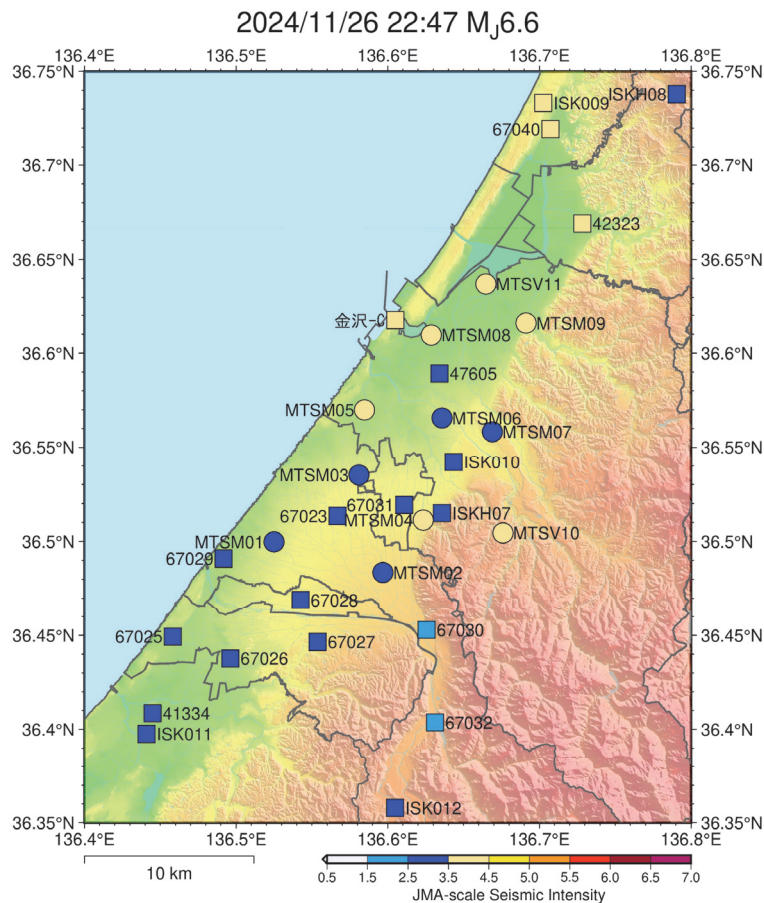 2024/11/26 22:47 MJ6.6
136.4°E 136.5°E 136.6°E 136.7°E 136.8°E
36.75°N 36.75°N
ISKH08
ISK009
67040
36.7°N 36.7°N
42323
36.65°N 36.65°N
MTSV11
金沢-C
MTSM09
MTSM08
36.6°N 36.6°N
47605
MTSM05
MTSM06
36.55°N 36.55°N
MTSM07
ISK010
MTSM03
67031
67023
ISKH07
MTSM04
MTSV10
36.5°N 36.5°N
MTSM01
67029
MTSM02
67028
36.45°N 36.45°N
67030
67025
67027
67026
41334
36.4°N 36.4°N
67032
ISK011
ISK012
36.35°N 36.35°N
136.4°E 136.5°E 136.6°E 136.7°E 136.8°E
10 km
0.5 1.5 2.5 3.5 4.5 5.0 5.5 6.0 6.5 7.0
JMA-scale Seismic Intensity